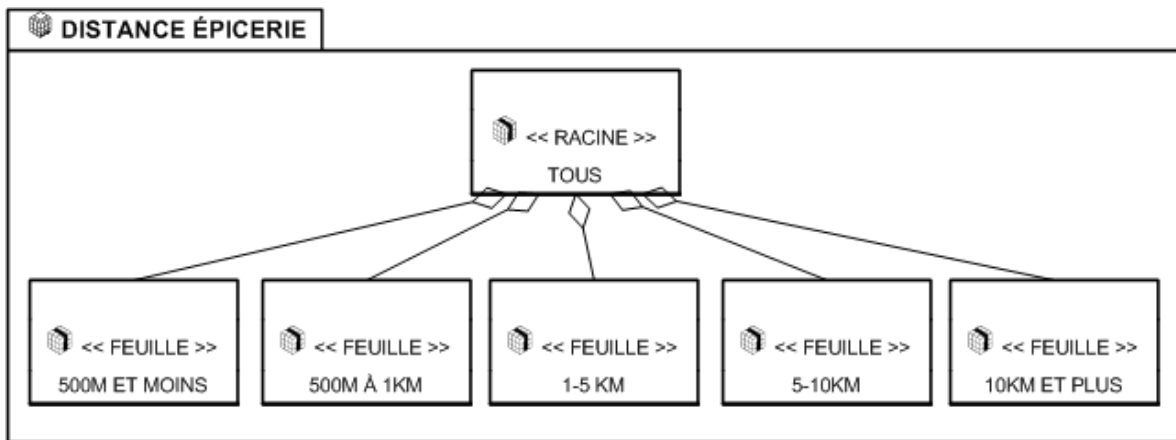 DISTANCE ÉPICERIE
<< RACINE >>
TOUS
<< FEUILLE >>
500M ET MOINS
<< FEUILLE >>
500M À 1KM
<< FEUILLE >>
1-5 KM
<< FEUILLE >>
5-10KM
<< FEUILLE >>
10KM ET PLUS